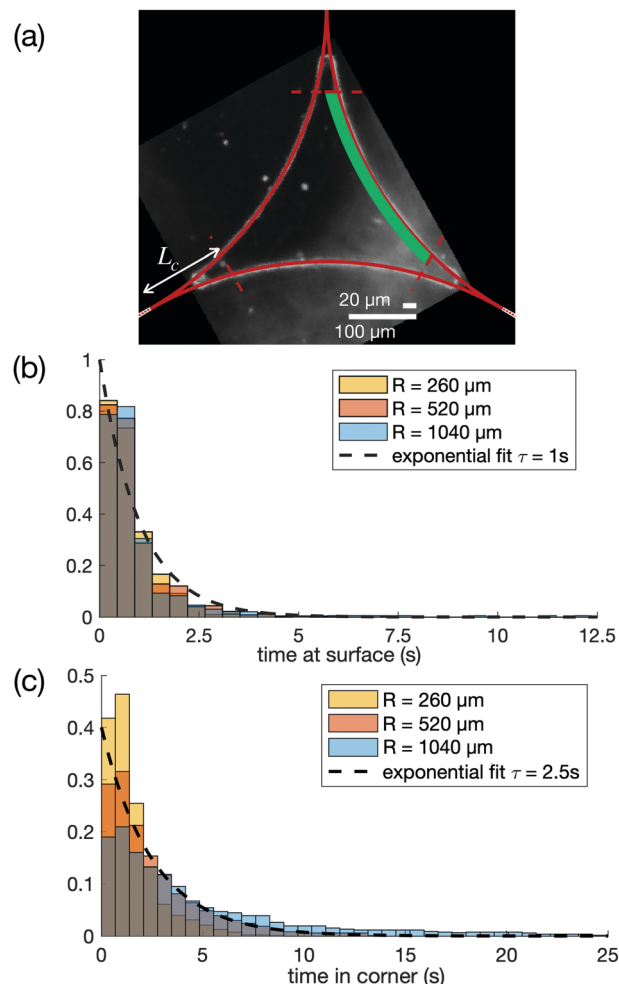 (a)
L_c
20 µm
100 µm
(b)
1
0.8
0.6
0.4
0.2
0
R = 260 µm
R = 520 µm
R = 1040 µm
exponential fit τ = 1s
0 2.5 7.5 10 12.5
time at surface (s)
(c)
0.5
0.4
0.3
0.2
0.1
0
R = 260 µm
R = 520 µm
R = 1040 µm
exponential fit τ = 2.5s
0 5 10 15 20 25
time in corner (s)